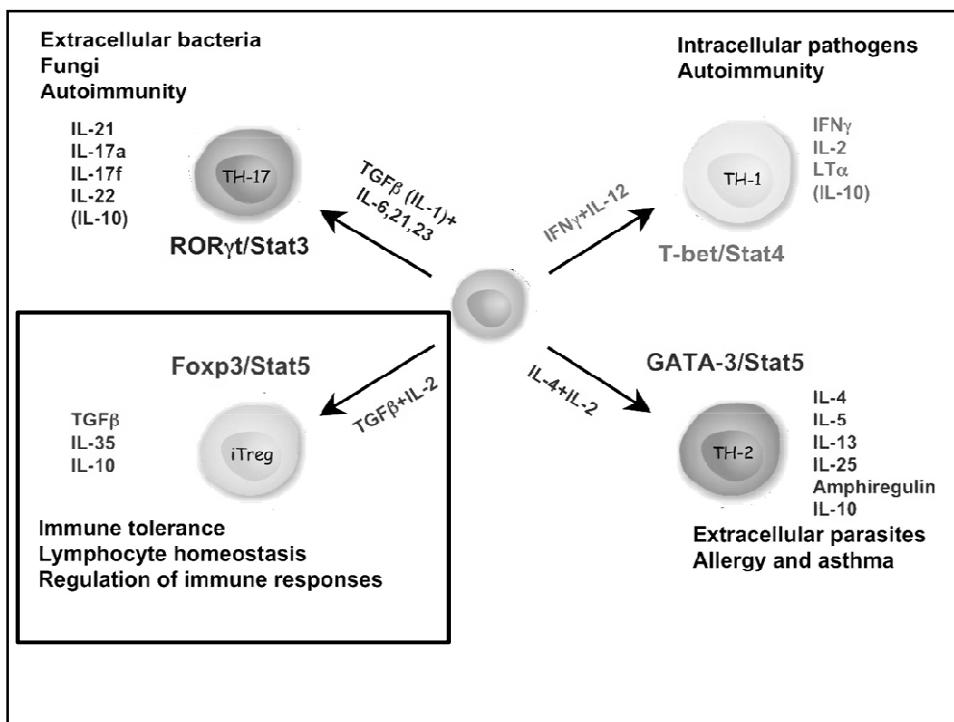 Extracellular bacteria
Fungi
Autoimmunity
IL-21
IL-17a
IL-17f
IL-22
(IL-10)
TH-17
RORγt/Stat3
TGFβ (IL-1)+
IL-6,21,23
Intracellular pathogens
Autoimmunity
IFNγ
IL-2
LTα
(IL-10)
TH-1
T-bet/Stat4
IFNγ+IL-12
Foxp3/Stat5
TGFβ
IL-35
IL-10
iTreg
TGFβ+IL-2
Immune tolerance
Lymphocyte homeostasis
Regulation of immune responses
GATA-3/Stat5
IL-4+IL-2
TH-2
IL-4
IL-5
IL-13
IL-25
Amphiregulin
IL-10
Extracellular parasites
Allergy and asthma